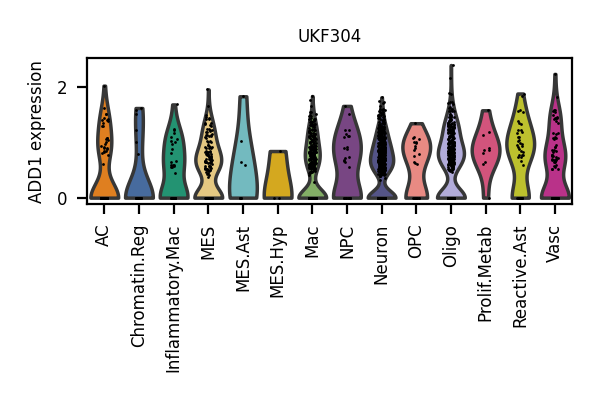 UKF304
ADD1 expression
2
0
AC
Chromatin.Reg
Inflammatory.Mac
MES
MES.Ast
MES.Hyp
Mac
NPC
Neuron
OPC
Oligo
Prolif.Metab
Reactive.Ast
Vasc